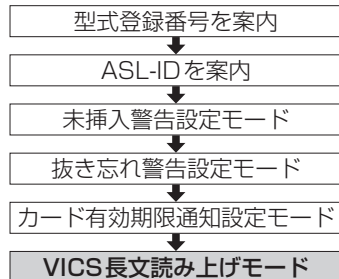 型式登録番号を案内
ASL-IDを案内
未挿入警告設定モード
抜き忘れ警告設定モード
カード有効期限通知設定モード
VICS長文読み上げモード